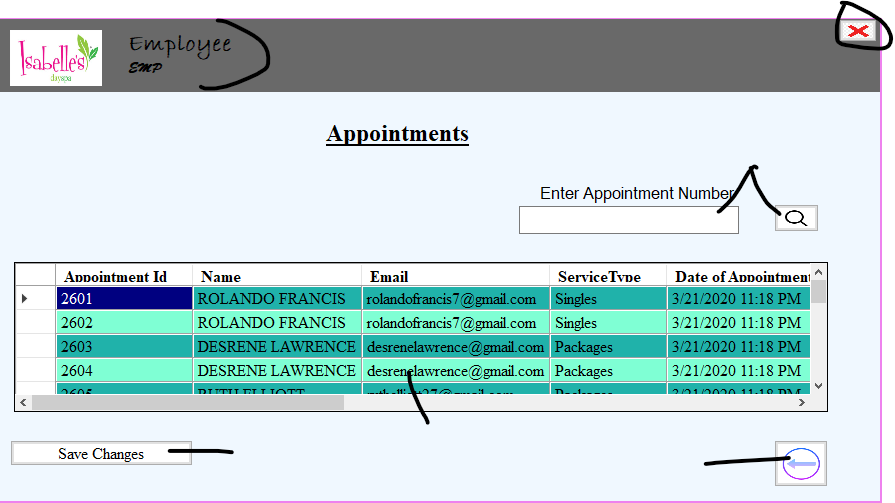 Isabelle's
dayspa
Employee
EMP
Appointments
Enter Appointment Number
Appointment Id Name Email ServiceType Date of Appointment
2601 ROLANDO FRANCIS rolandofrancis7@gmail.com Singles 3/21/2020 11:18 PM
2602 ROLANDO FRANCIS rolandofrancis7@gmail.com Singles 3/21/2020 11:18 PM
2603 DESRENE LAWRENCE desrenelawrence@gmail.com Packages 3/21/2020 11:18 PM
2604 DESRENE LAWRENCE desrenelawrence@gmail.com Packages 3/21/2020 11:18 PM
2605 RUTH ELLIOTT Packages 3/21/2020 11:18 PM
Save Changes